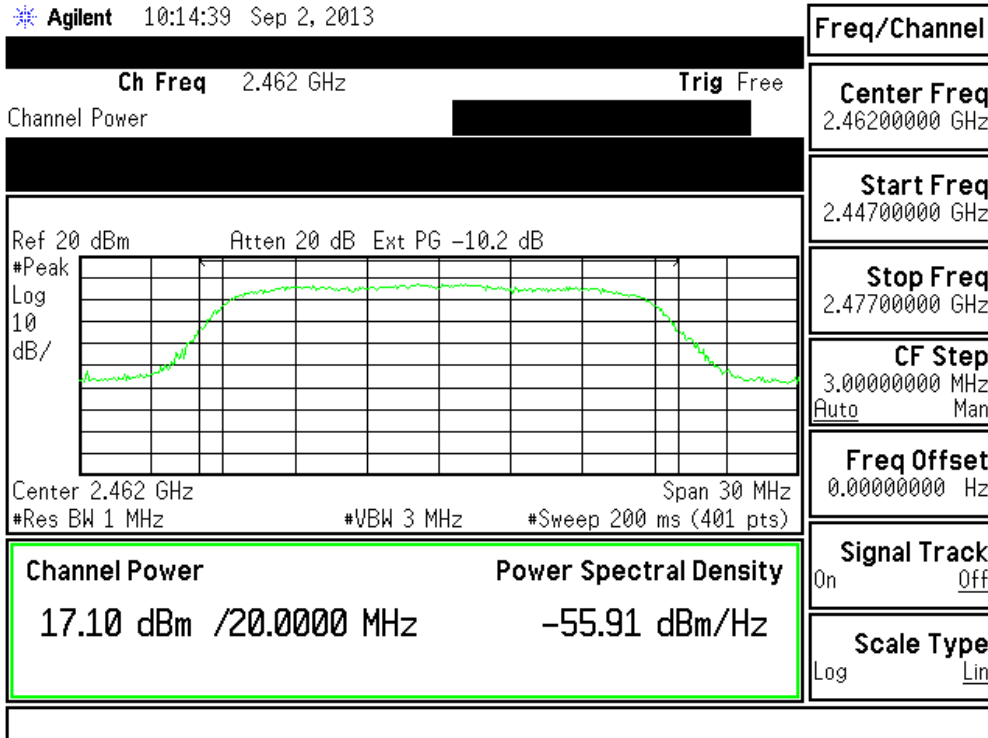 Agilent 10:14:39 Sep 2, 2013
Freq/Channel
Ch Freq 2.462 GHz Trig Free
Channel Power
Center Freq
2.46200000 GHz
Start Freq
2.44700000 GHz
Stop Freq
2.47700000 GHz
CF Step
3.00000000 MHz
Auto Man
Freq Offset
0.00000000 Hz
Signal Track
On Off
Scale Type
Log Lin
Ref 20 dBm Atten 20 dB Ext PG -10.2 dB
#Peak
Log
10
dB/
Center 2.462 GHz Span 30 MHz
#Res BW 1 MHz #VBW 3 MHz #Sweep 200 ms (401 pts)
Channel Power Power Spectral Density
17.10 dBm /20.0000 MHz -55.91 dBm/Hz